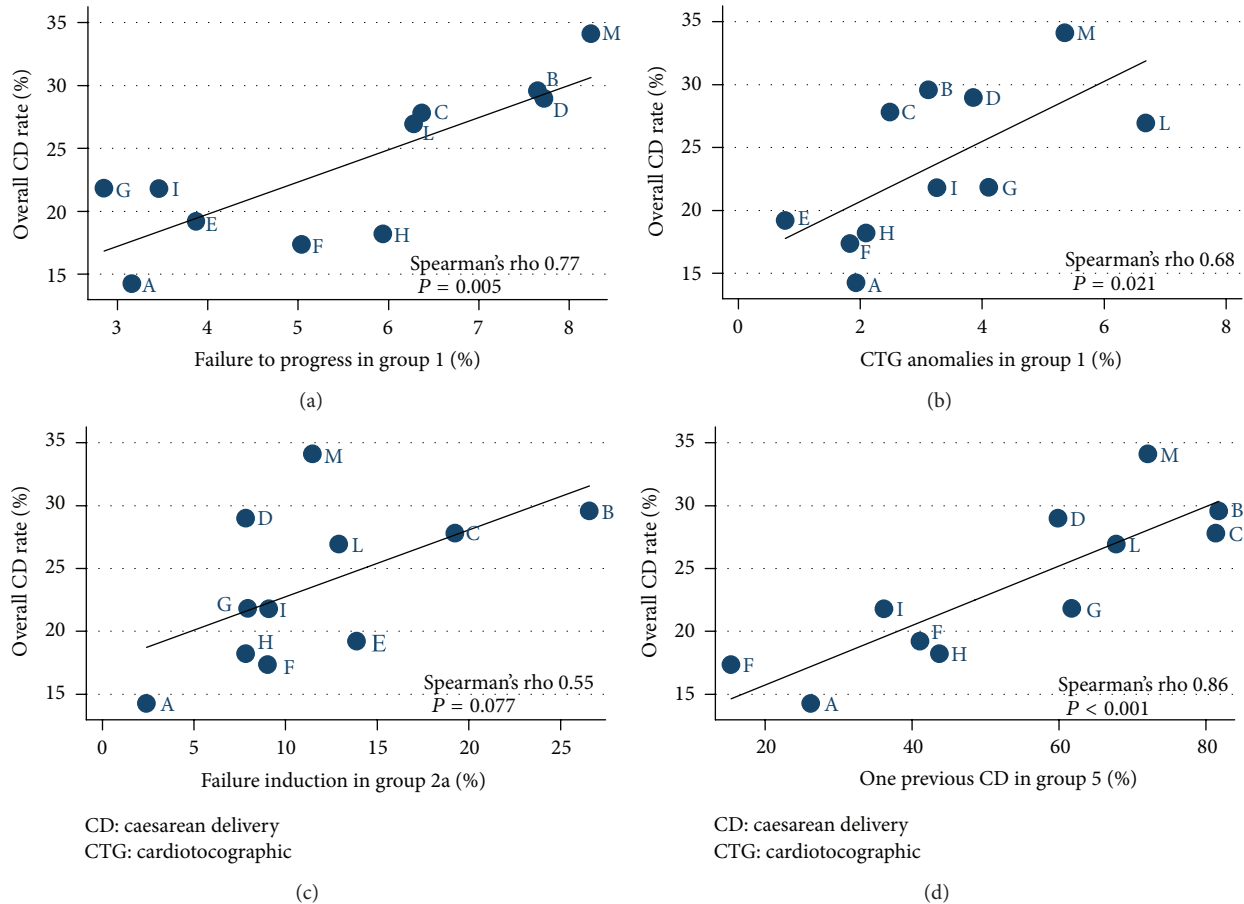 35
30
25
20
15
Overall CD rate (%)
M
B
D
C
L
G
I
E
F
H
A
Spearman's rho 0.77
P = 0.005
3 4 5 6 7 8
Failure to progress in group 1 (%)
(a)
35
30
25
20
15
Overall CD rate (%)
M
B
D
C
L
I
G
E
H
F
A
Spearman's rho 0.68
P = 0.021
0 2 4 6 8
CTG anomalies in group 1 (%)
(b)
35
30
25
20
15
Overall CD rate (%)
M
B
D
C
L
G
I
H
E
F
A
Spearman's rho 0.55
P = 0.077
0 5 10 15 20 25
Failure induction in group 2a (%)
CD: caesarean delivery
CTG: cardiotocographic
(c)
35
30
25
20
15
Overall CD rate (%)
M
B
D
C
L
I
G
F
H
F
A
Spearman's rho 0.86
P < 0.001
20 40 60 80
One previous CD in group 5 (%)
CD: caesarean delivery
CTG: cardiotocographic
(d)